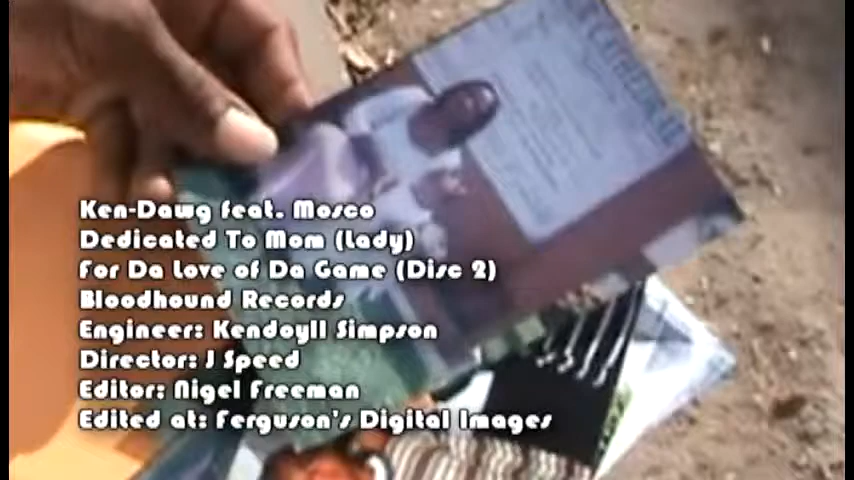 Ken-Dawg feat. Mosco
Dedicated To Mom (Lady)
For Da Love of Da Game (Disc 2)
Bloodhound Records
Engineer: Kendoyll Simpson
Director: J Speed
Editor: Nigel Freeman
Edited at: Ferguson's Digital Images